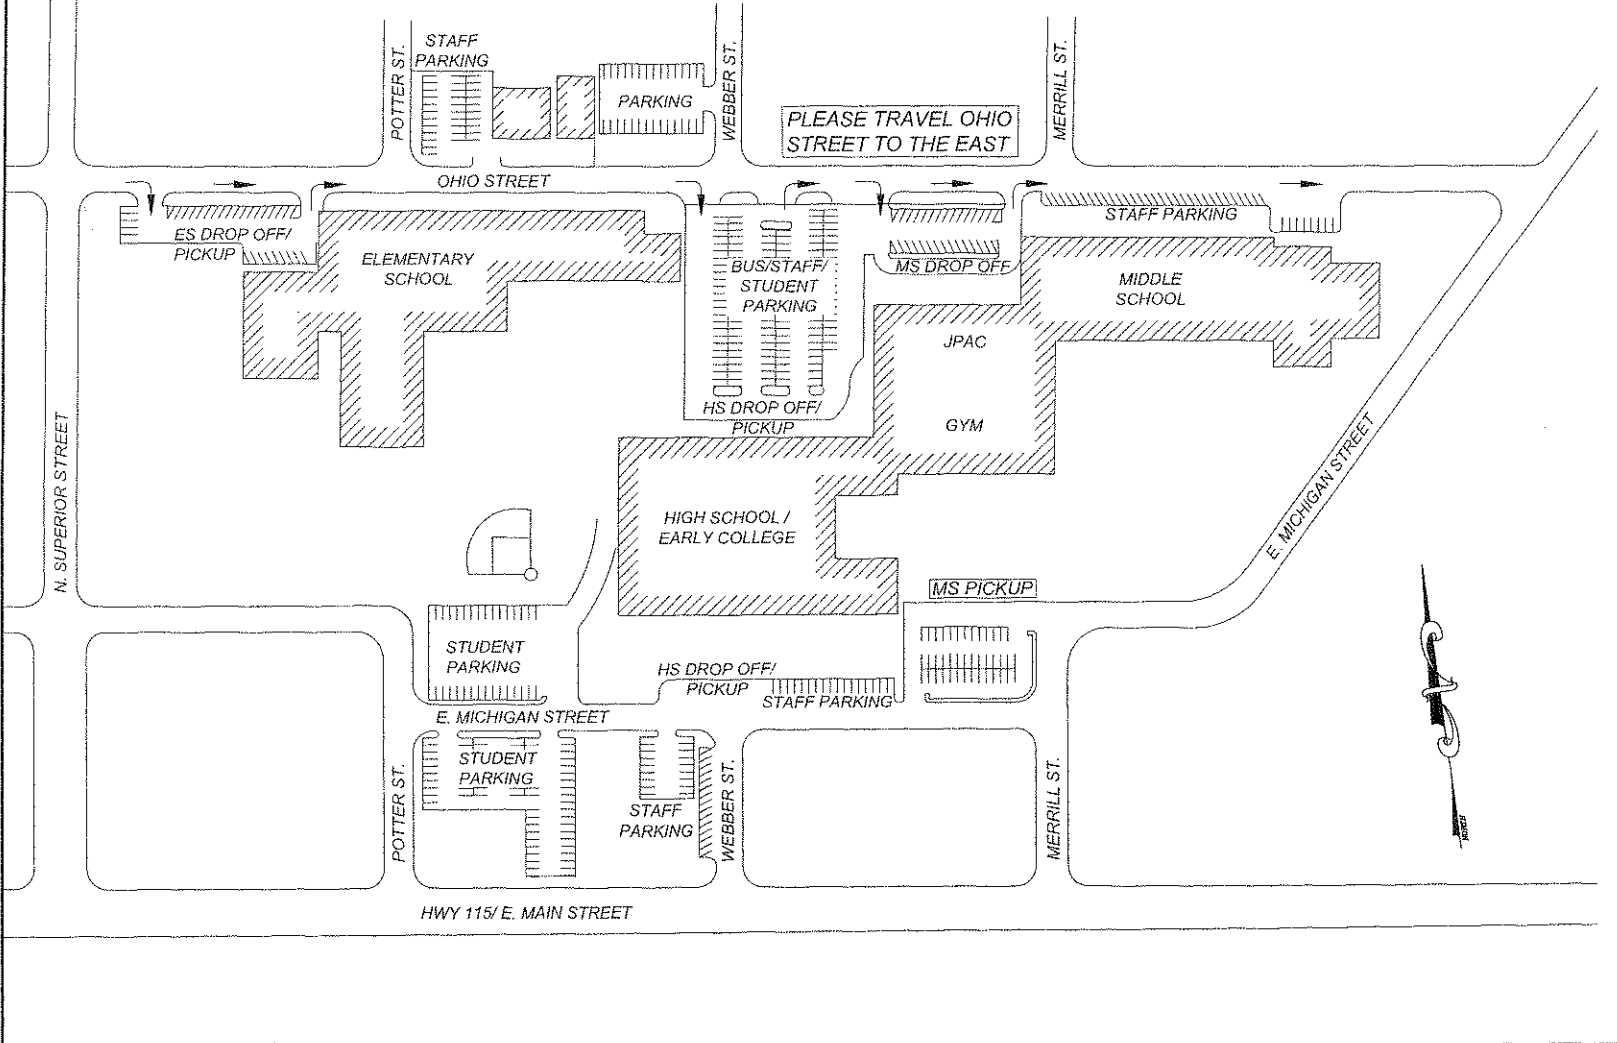 STAFF
PARKING
POTTER ST.
PARKING
WEBBER ST.
PLEASE TRAVEL OHIO
STREET TO THE EAST
MERRILL ST.
OHIO STREET
STAFF PARKING
ES DROP OFF/
PICKUP
ELEMENTARY
SCHOOL
BUS/STAFF/
STUDENT
PARKING
MS DROP OFF
MIDDLE
SCHOOL
JPAC
GYM
HS DROP OFF/
PICKUP
N. SUPERIOR STREET
E. MICHIGAN STREET
HIGH SCHOOL /
EARLY COLLEGE
MS PICKUP
STUDENT
PARKING
HS DROP OFF/
PICKUP
STAFF PARKING
E. MICHIGAN STREET
STUDENT
PARKING
POTTER ST.
STAFF
PARKING
WEBBER ST.
MERRILL ST.
NORTH
HWY 115/ E. MAIN STREET